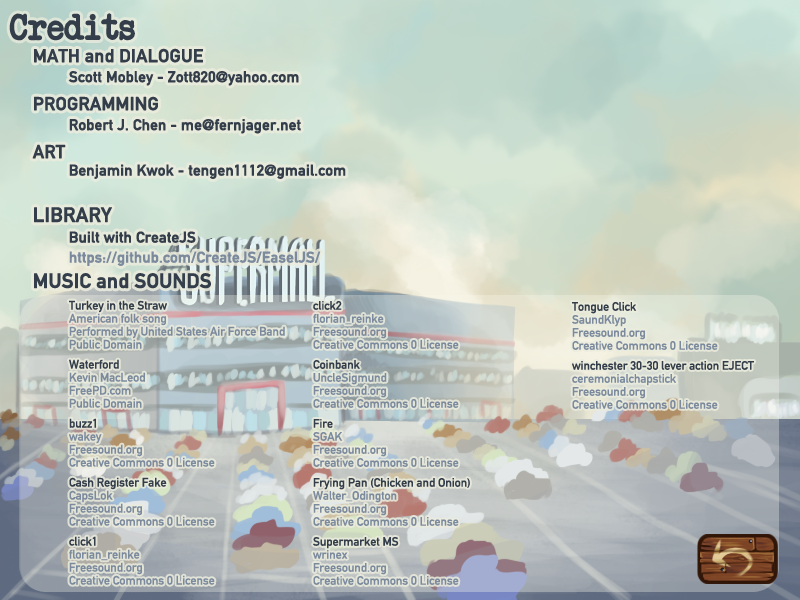 Credits
MATH and DIALOGUE
Scott Mobley - Zott820@yahoo.com
PROGRAMMING
Robert J. Chen - me@fernjager.net
ART
Benjamin Kwok - tengen1112@gmail.com
LIBRARY
Built with CreateJS
https://github.com/CreateJS/EaselJS/
SUPERMALL
MUSIC and SOUNDS
Turkey in the Straw
American folk song
Performed by United States Air Force Band
Public Domain
Waterford
Kevin MacLeod
FreePD.com
Public Domain
buzz1
wakey
Freesound.org
Creative Commons 0 License
Cash Register Fake
CapsLok
Freesound.org
Creative Commons 0 License
click1
florian_reinke
Freesound.org
Creative Commons 0 License
click2
florian_reinke
Freesound.org
Creative Commons 0 License
Coinbank
UncleSigmund
Freesound.org
Creative Commons 0 License
Fire
SGAK
Freesound.org
Creative Commons 0 License
Frying Pan (Chicken and Onion)
Walter_Odington
Freesound.org
Creative Commons 0 License
Supermarket MS
wrinex
Freesound.org
Creative Commons 0 License
Tongue Click
SaundKlyp
Freesound.org
Creative Commons 0 License
winchester 30-30 lever action EJECT
ceremonialchapstick
Freesound.org
Creative Commons 0 License